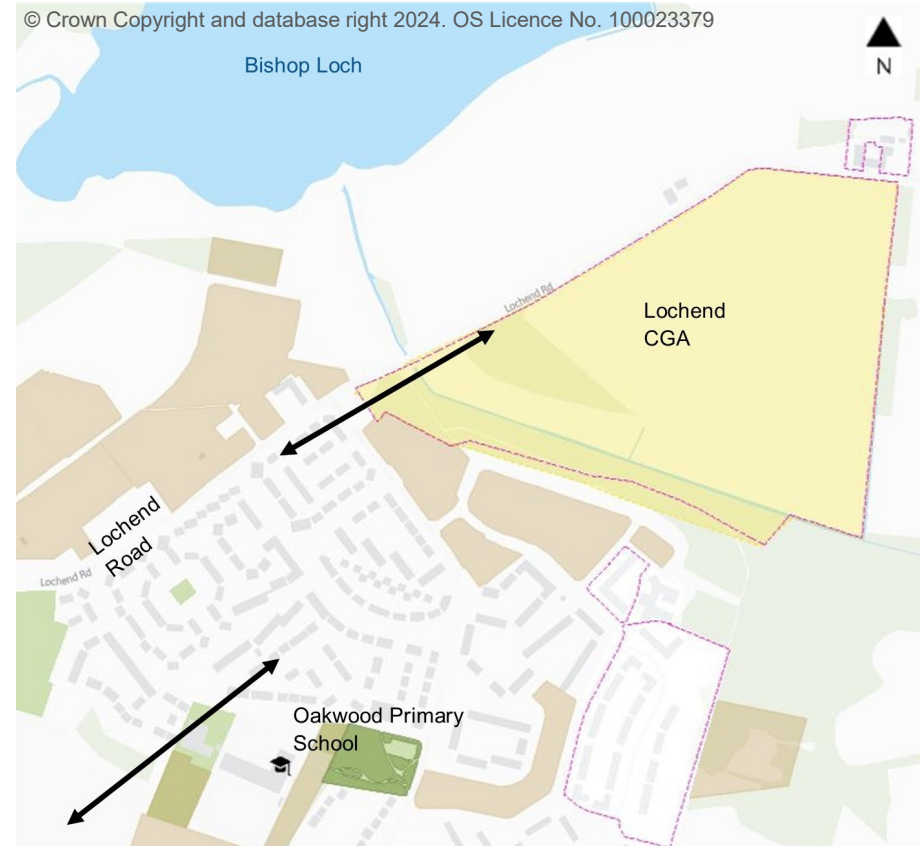 © Crown Copyright and database right 2024. OS Licence No. 100023379
Bishop Loch
N
Lochend Rd
Lochend
CGA
Lochend
Road
Lochend Rd
Oakwood Primary
School